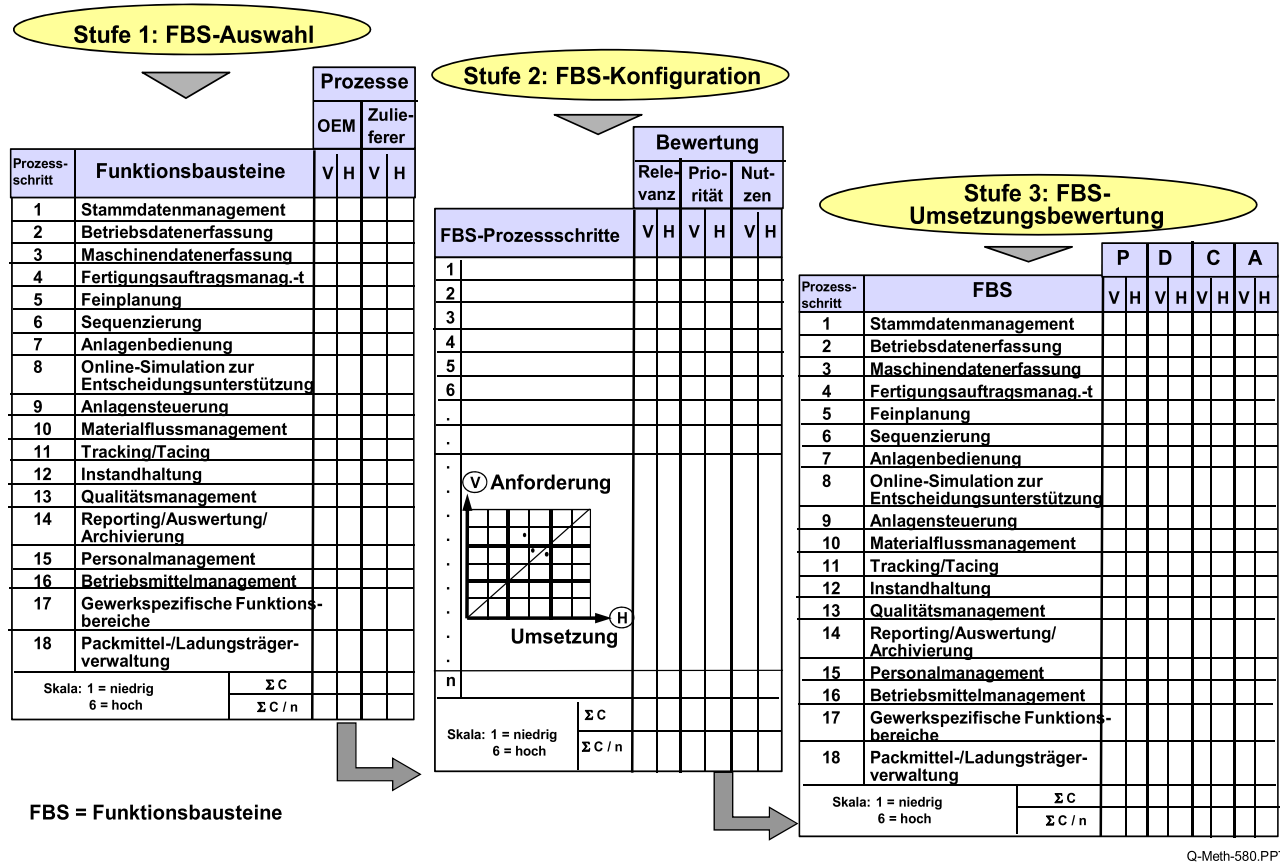 Stufe 1: FBS-Auswahl
Prozesse
OEM
Zulie-
ferer
Prozess-
schritt
Funktionsbausteine
V H V H
1 Stammdatenmanagement
2 Betriebsdatenerfassung
3 Maschinendatenerfassung
4 Fertigungsauftragsmanag.-t
5 Feinplanung
6 Sequenzierung
7 Anlagenbedienung
8 Online-Simulation zur
Entscheidungsunterstützung
9 Anlagensteuerung
10 Materialflussmanagement
11 Tracking/Tacing
12 Instandhaltung
13 Qualitätsmanagement
14 Reporting/Auswertung/
Archivierung
15 Personalmanagement
16 Betriebsmittelmanagement
17 Gewerkspezifische Funktions-
bereiche
18 Packmittel-/Ladungsträger-
verwaltung
Skala: 1 = niedrig
6 = hoch
Σ C
Σ C / n
FBS = Funktionsbausteine
Stufe 2: FBS-Konfiguration
Bewertung
Rele-
vanz
Prio-
rität
Nut-
zen
FBS-Prozessschritte
V H V H V H
1
2
3
4
5
6
.
.
.
.
.
.
.
.
.
.
.
n
V Anforderung
H
Umsetzung
Skala: 1 = niedrig
6 = hoch
Σ C
Σ C / n
Stufe 3: FBS-
Umsetzungsbewertung
P D C A
Prozess-
schritt
FBS
V H V H V H V H
1 Stammdatenmanagement
2 Betriebsdatenerfassung
3 Maschinendatenerfassung
4 Fertigungsauftragsmanag.-t
5 Feinplanung
6 Sequenzierung
7 Anlagenbedienung
8 Online-Simulation zur
Entscheidungsunterstützung
9 Anlagensteuerung
10 Materialflussmanagement
11 Tracking/Tacing
12 Instandhaltung
13 Qualitätsmanagement
14 Reporting/Auswertung/
Archivierung
15 Personalmanagement
16 Betriebsmittelmanagement
17 Gewerkspezifische Funktions-
bereiche
18 Packmittel-/Ladungsträger-
verwaltung
Skala: 1 = niedrig
6 = hoch
Σ C
Σ C / n
Q-Meth-580.PP